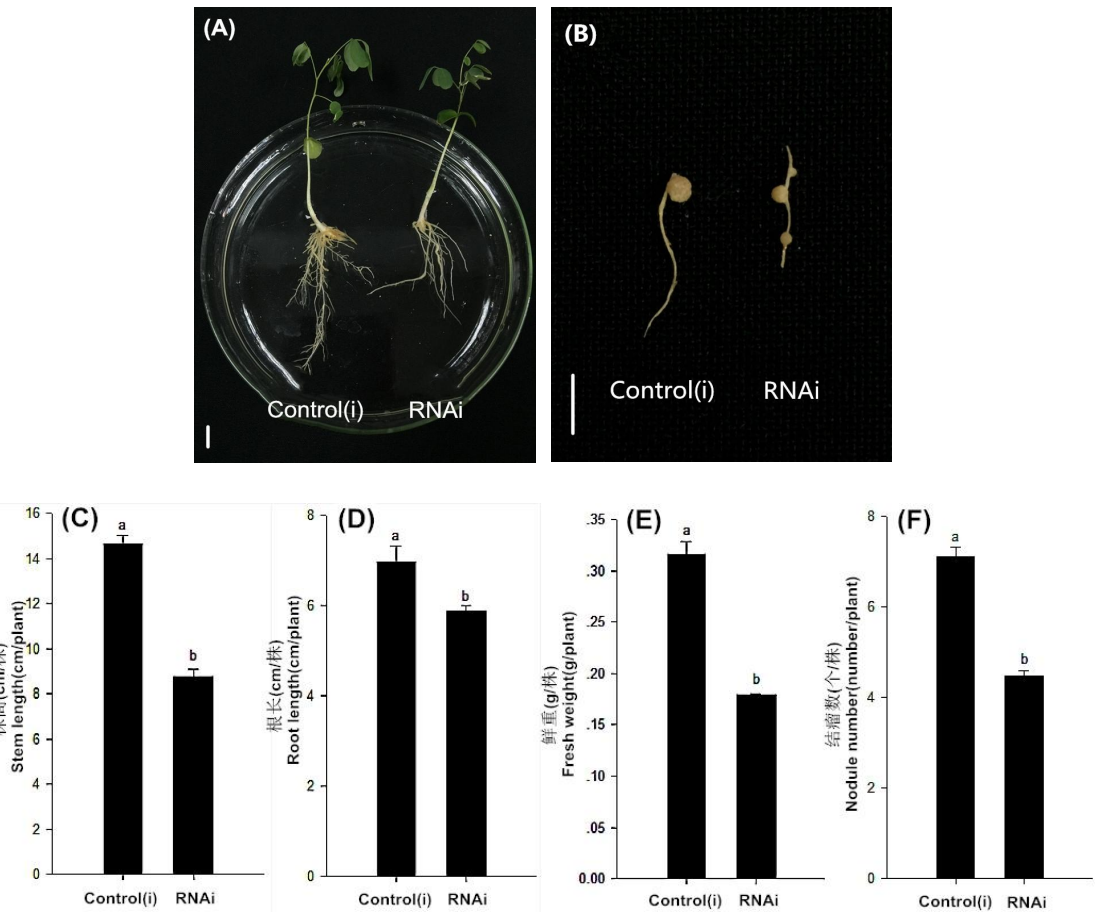 (A)
Control(i) RNAi
(B)
Control(i) RNAi
(C)
16
14
12
10
8
6
4
2
0
a
b
(cm/株)
Stem length(cm/plant)
Control(i) RNAi
(D)
8
6
4
2
0
a
b
根长(cm/株)
Root length(cm/plant)
Control(i) RNAi
(E)
.35
.30
.25
.20
.15
.10
.05
0.00
a
b
鲜重(g/株)
Fresh weight(g/plant)
Control(i) RNAi
(F)
8
6
4
2
0
a
b
结瘤数(个/株)
Nodule number(number/plant)
Control(i) RNAi